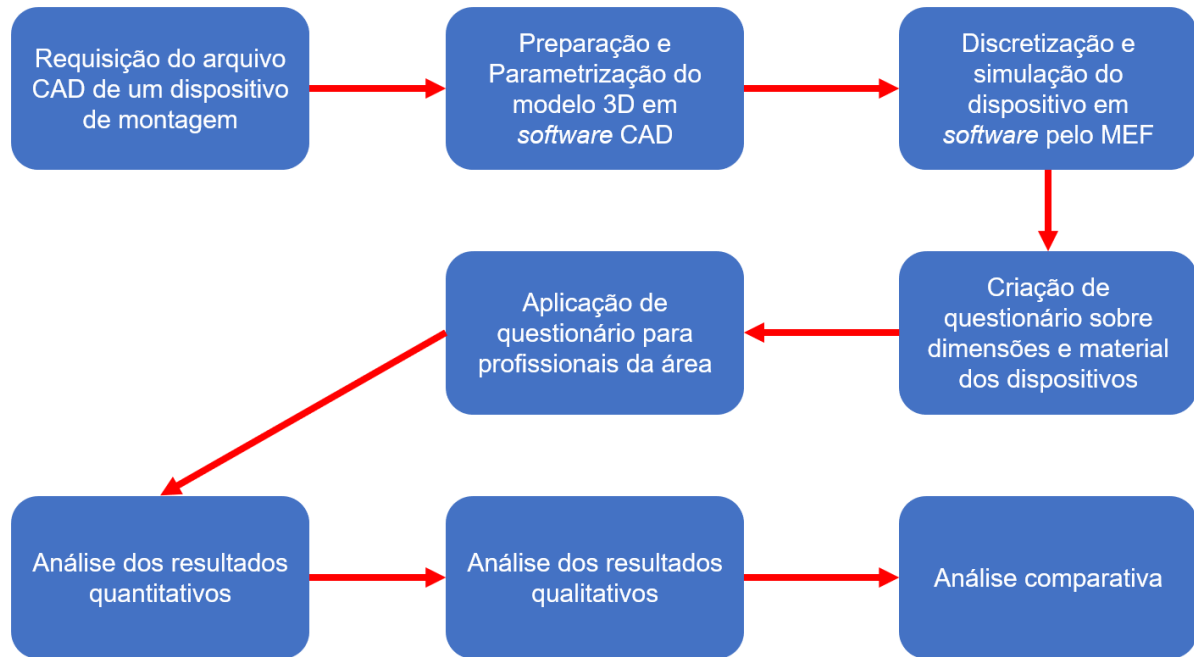 Requisição do arquivo
CAD de um dispositivo
de montagem
Preparação e
Parametrização do
modelo 3D em
software CAD
Discretização e
simulação do
dispositivo em
software pelo MEF
Criação de
questionário sobre
dimensões e material
dos dispositivos
Aplicação de
questionário para
profissionais da área
Análise dos resultados
quantitativos
Análise dos resultados
qualitativos
Análise comparativa